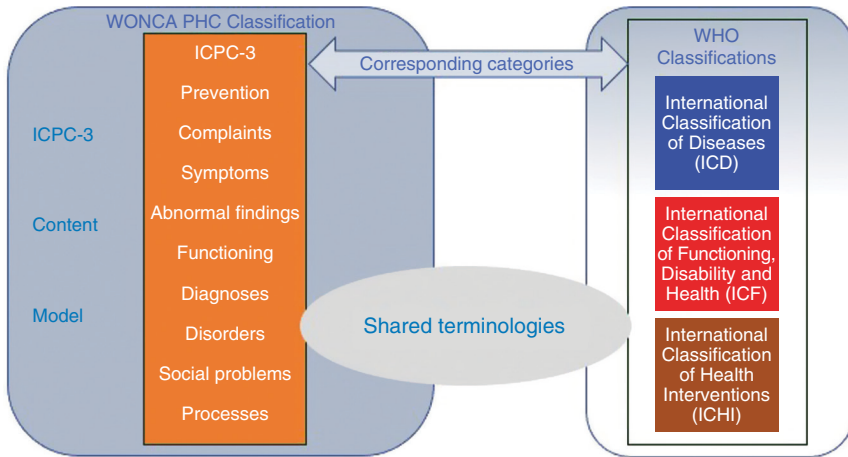 WONCA PHC Classification
ICPC-3
Content
Model
ICPC-3
Prevention
Complaints
Symptoms
Abnormal findings
Functioning
Diagnoses
Disorders
Social problems
Processes
Corresponding categories
Shared terminologies
WHO
Classifications
International
Classification
of Diseases
(ICD)
International
Classification
of Functioning,
Disability and
Health (ICF)
International
Classification
of Health
Interventions
(ICHI)